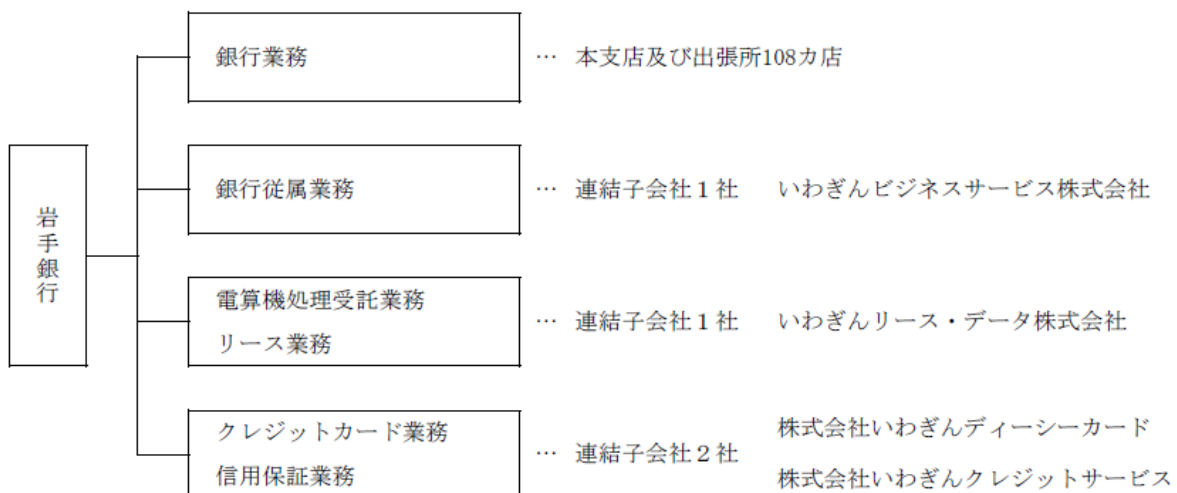 岩手銀行
銀行業務
… 本支店及び出張所108カ店
銀行従属業務
… 連結子会社1社 いわぎんビジネスサービス株式会社
電算機処理受託業務
リース業務
… 連結子会社1社 いわぎんリース・データ株式会社
クレジットカード業務
信用保証業務
… 連結子会社2社
株式会社いわぎんディーシーカード
株式会社いわぎんクレジットサービス